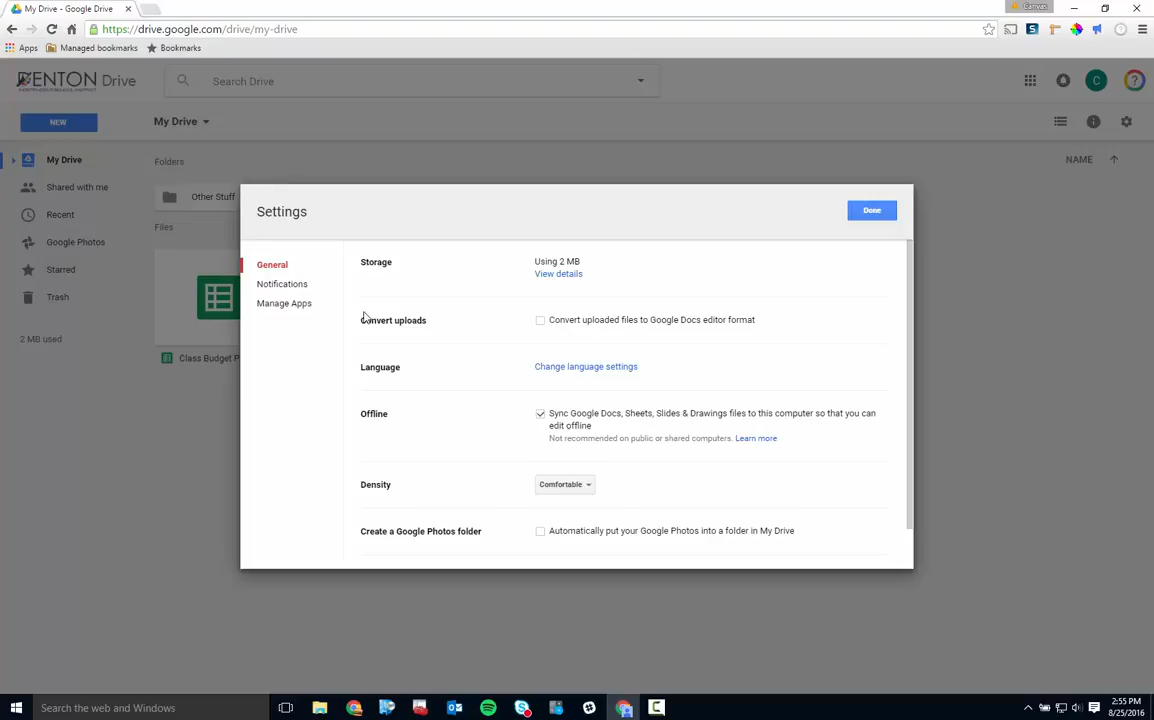 My Drive - Google Drive
Canvas
https://drive.google.com/drive/my-drive
Apps Managed bookmarks Bookmarks
DENTON Drive
Search Drive
C
?
NEW
My Drive
My Drive
Folders
NAME
Shared with me
Other Stuff
Recent
Files
Google Photos
Starred
Trash
2 MB used
Class Budget P
Settings
Done
General
Notifications
Manage Apps
Storage
Using 2 MB
View details
Convert uploads
Convert uploaded files to Google Docs editor format
Language
Change language settings
Offline
Sync Google Docs, Sheets, Slides & Drawings files to this computer so that you can
edit offline
Not recommended on public or shared computers. Learn more
Density
Comfortable
Create a Google Photos folder
Automatically put your Google Photos into a folder in My Drive
Search the web and Windows
2:55 PM
8/25/2016